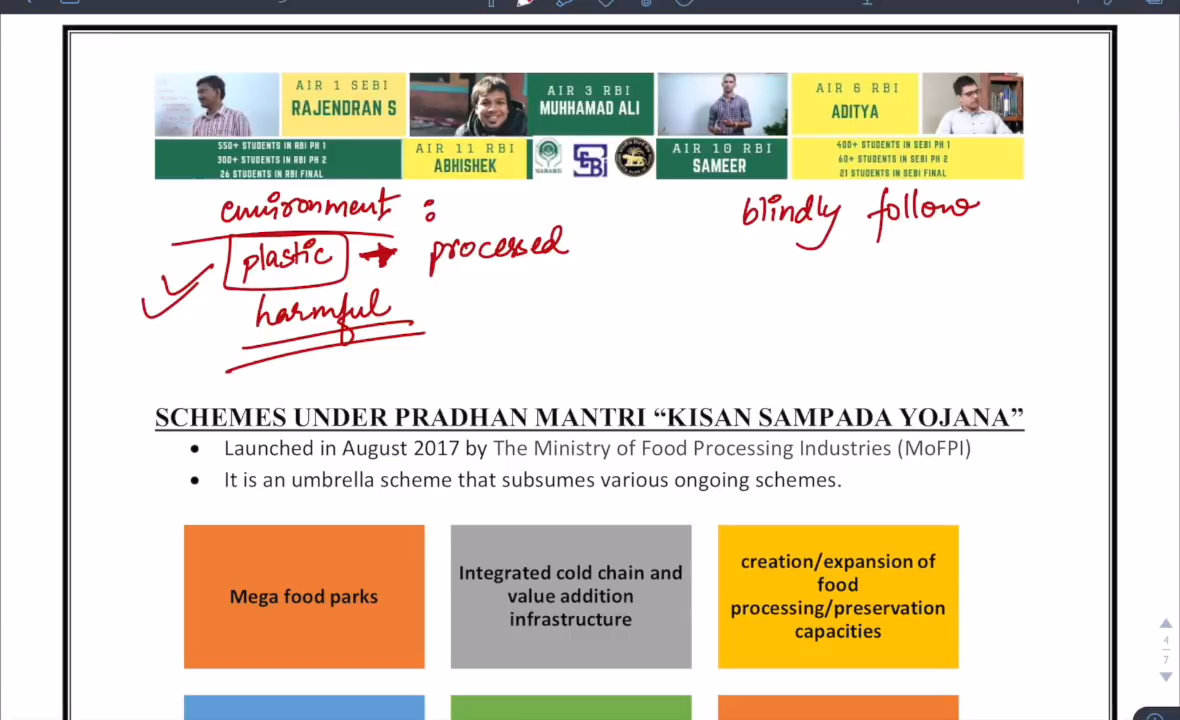 AIR 1 SEBI
RAJENDRAN S
AIR 3 RBI
MUHHAMAD ALI
AIR 6 RBI
ADITYA
550+ STUDENTS IN RBI PH 1
300+ STUDENTS IN RBI PH 2
26 STUDENTS IN RBI FINAL
AIR 11 RBI
ABHISHEK
SEBI
AIR 10 RBI
SAMEER
400+ STUDENTS IN SEBI PH 1
60+ STUDENTS IN SEBI PH 2
21 STUDENTS IN SEBI FINAL
environment :
blindly follow
plastic → processed
harmful
SCHEMES UNDER PRADHAN MANTRI “KISAN SAMPADA YOJANA”
• Launched in August 2017 by The Ministry of Food Processing Industries (MoFPI)
• It is an umbrella scheme that subsumes various ongoing schemes.
Mega food parks
Integrated cold chain and
value addition
infrastructure
creation/expansion of
food
processing/preservation
capacities
4
7